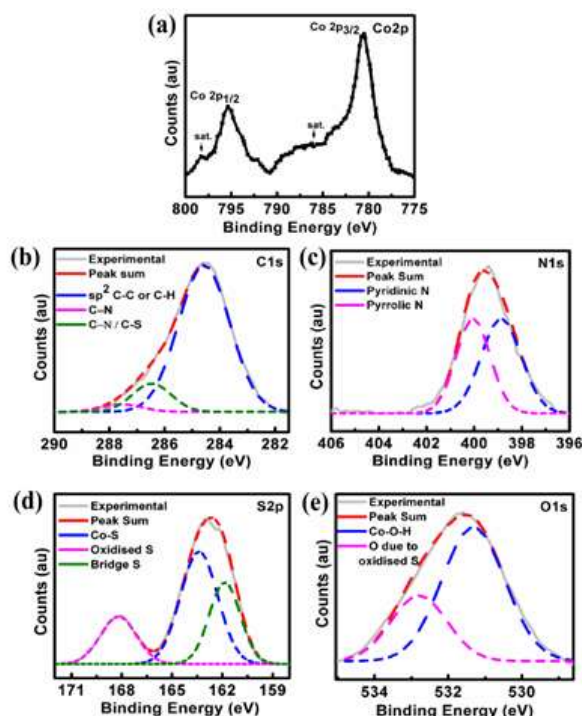 (a)
Co 2p3/2 Co2p
Co 2p1/2
sat.
sat.
Counts (au)
800 795 790 785 780 775
Binding Energy (eV)
(b)
C1s
Experimental
Peak sum
sp2 C-C or C-H
C-N
C-N / C-S
Counts (au)
290 288 286 284 282
Binding Energy (eV)
(c)
N1s
Experimental
Peak Sum
Pyridinic N
Pyrrolic N
Counts (au)
406 404 402 400 398 396
Binding Energy (eV)
(d)
S2p
Experimental
Peak Sum
Co-S
Oxidised S
Bridge S
Counts (au)
171 168 165 162 159
Binding Energy (eV)
(e)
O1s
Experimental
Peak Sum
Co-O-H
O due to
oxidised S
Counts (au)
534 532 530
Binding Energy (eV)